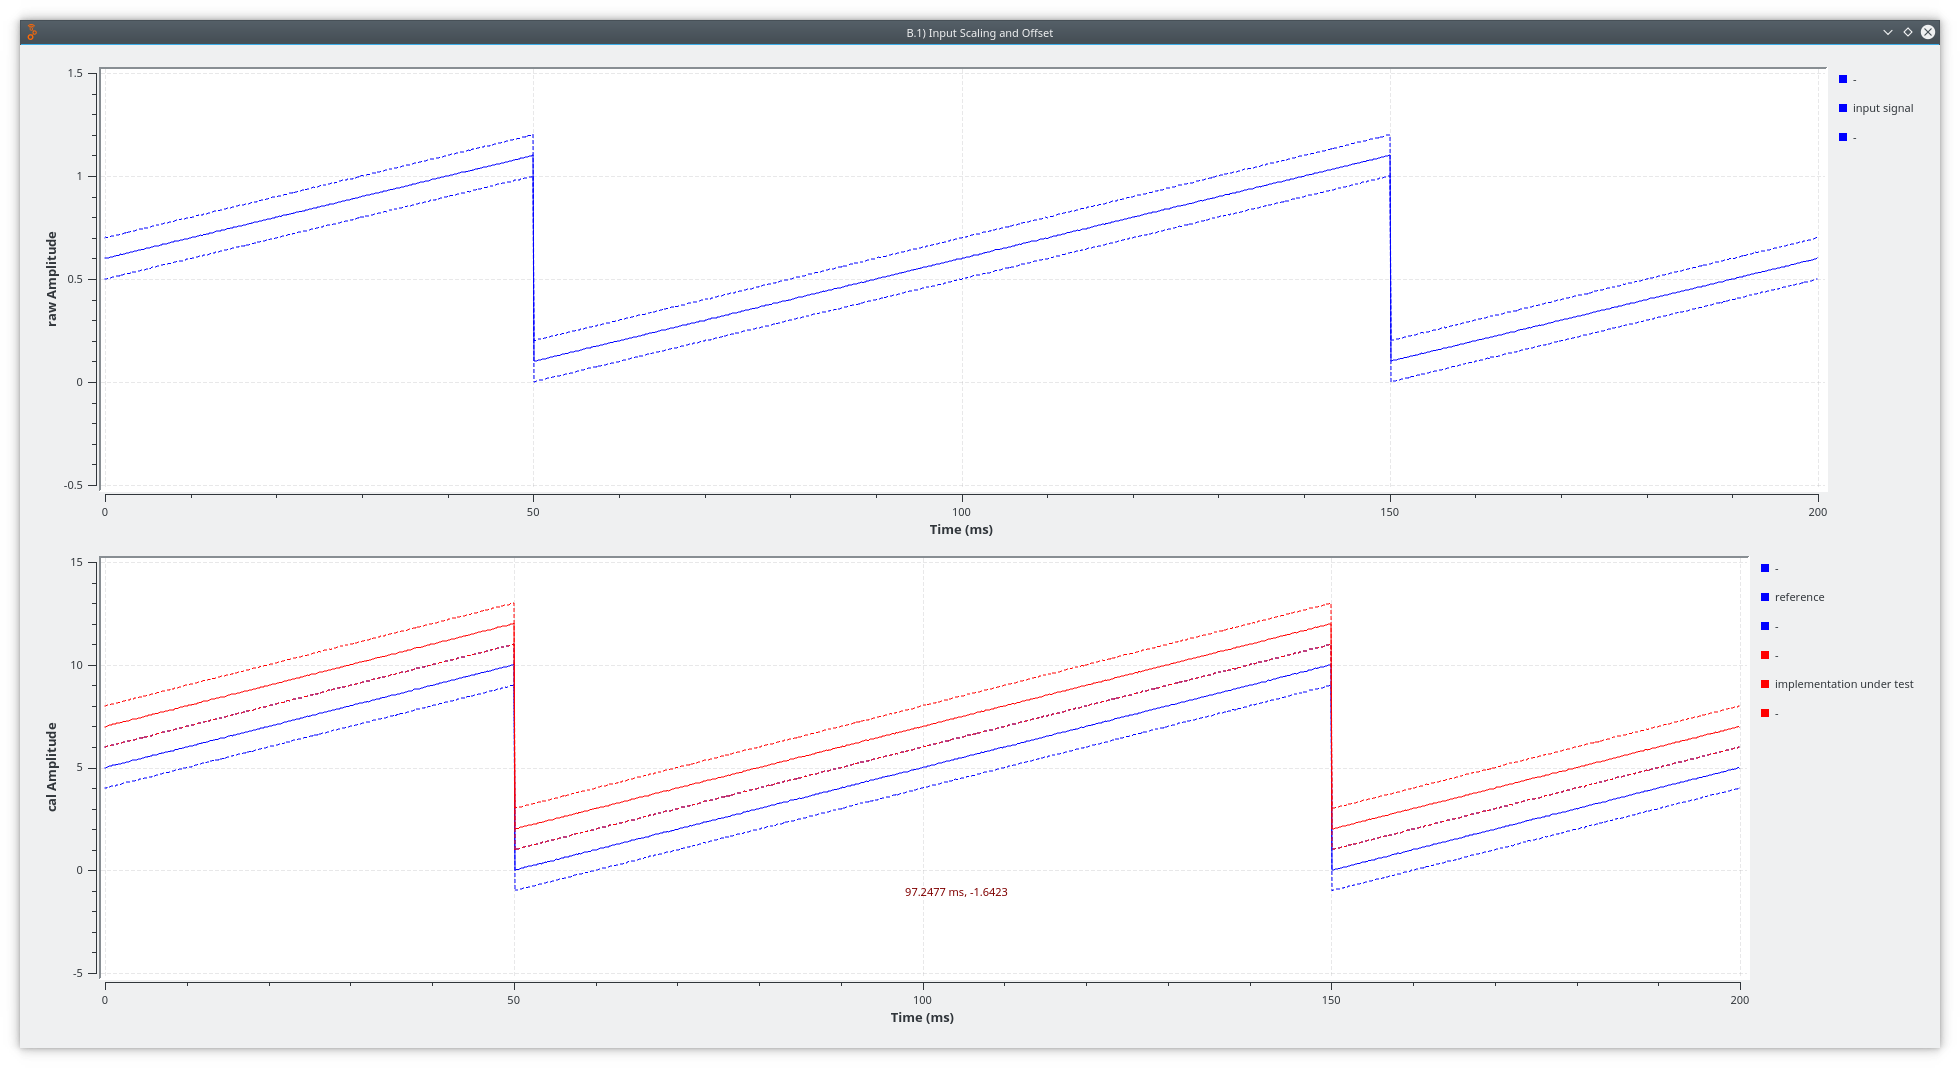 B.1) Input Scaling and Offset
1.5
1
0.5
0
-0.5
raw Amplitude
0 50 100 150 200
Time (ms)
-
input signal
-
15
10
5
0
-5
cal Amplitude
97.2477 ms, -1.6423
0 50 100 150 200
Time (ms)
-
reference
-
-
implementation under test
-